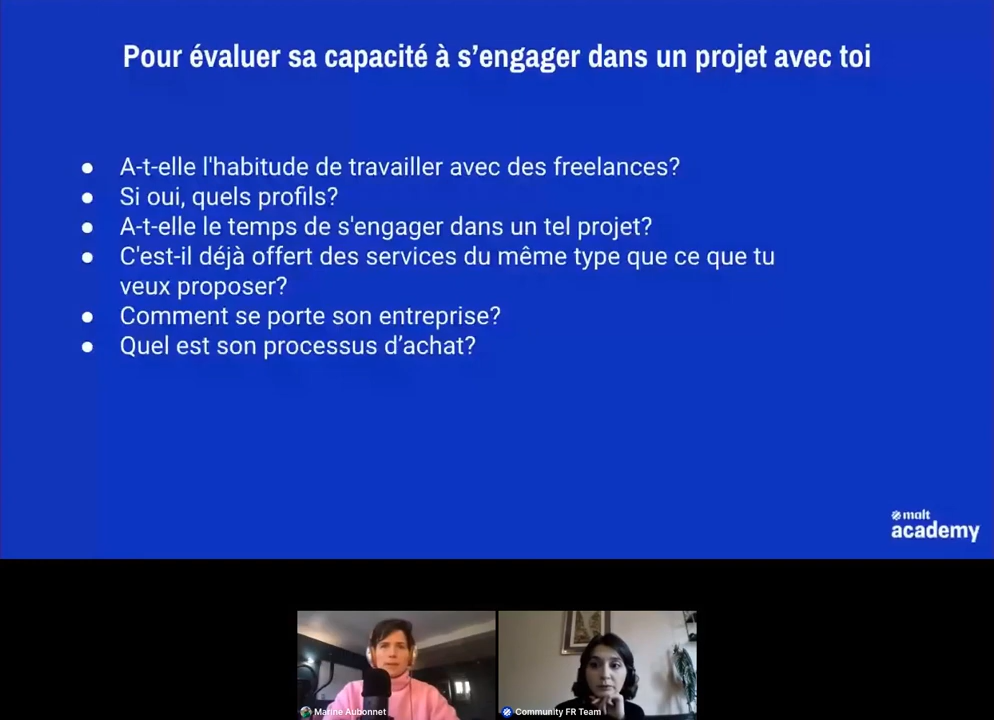 Pour évaluer sa capacité à s’engager dans un projet avec toi
● A-t-elle l'habitude de travailler avec des freelances?
● Si oui, quels profils?
● A-t-elle le temps de s'engager dans un tel projet?
● C'est-il déjà offert des services du même type que ce que tu
veux proposer?
● Comment se porte son entreprise?
● Quel est son processus d’achat?
malt
academy
Marine Aubonnet
Community FR Team